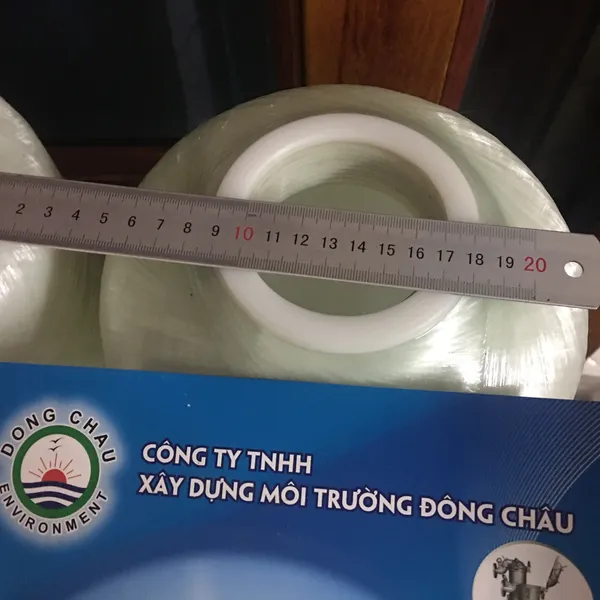 2 3 4 5 6 7 8 9 10 11 12 13 14 15 16 17 18 19 20
DONG CHAU
ENVIRONMENT
CÔNG TY TNHH
XÂY DỰNG MÔI TRƯỜNG ĐÔNG CHÂU